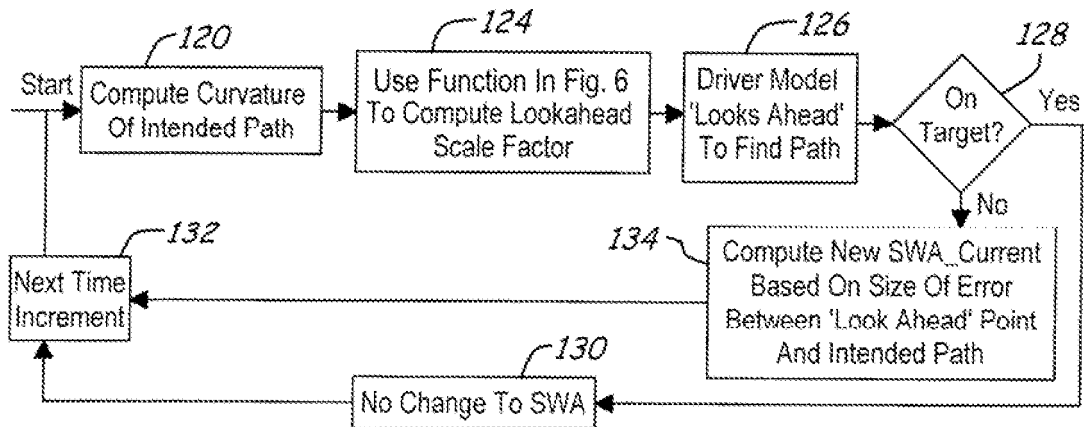 120
124
126
128
Start
Compute Curvature
Of Intended Path
Use Function In Fig. 6
To Compute Lookahead
Scale Factor
Driver Model
'Looks Ahead'
To Find Path
On
Target?
Yes
No
132
Next Time
Increment
134
Compute New SWA_Current
Based On Size Of Error
Between 'Look Ahead' Point
And Intended Path
130
No Change To SWA